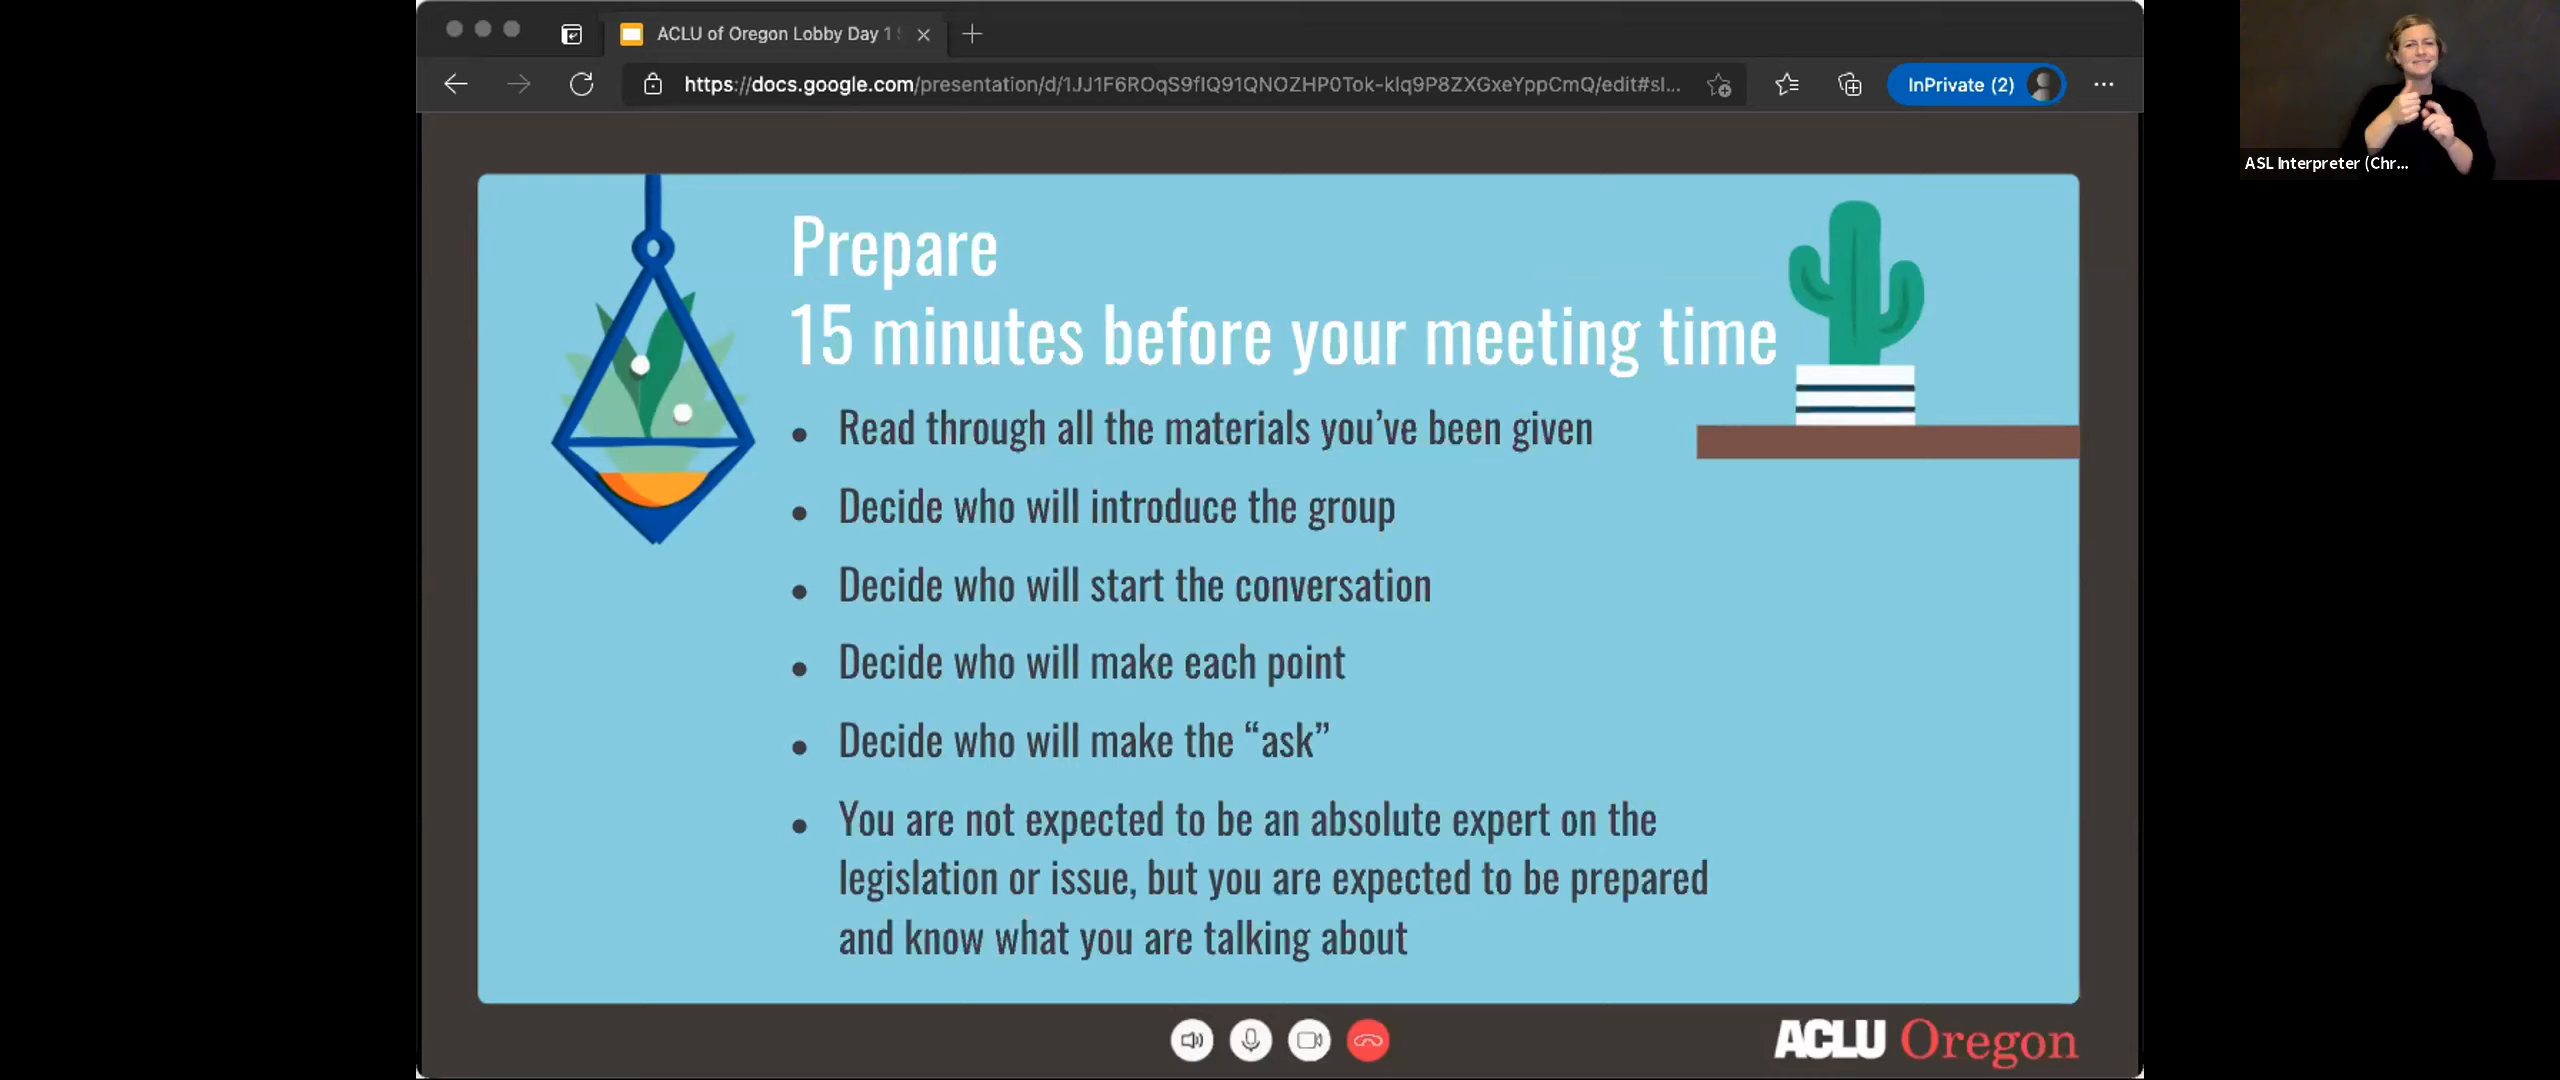 ACLU of Oregon Lobby Day 1
https://docs.google.com/presentation/d/1JJ1F6ROqS9flQ91QNOZHP0Tok-klq9P8ZXGxeYppCmQ/edit#sl...
InPrivate (2)
ASL Interpreter (Chr...
Prepare
15 minutes before your meeting time
• Read through all the materials you’ve been given
• Decide who will introduce the group
• Decide who will start the conversation
• Decide who will make each point
• Decide who will make the “ask”
• You are not expected to be an absolute expert on the
legislation or issue, but you are expected to be prepared
and know what you are talking about
ACLU Oregon